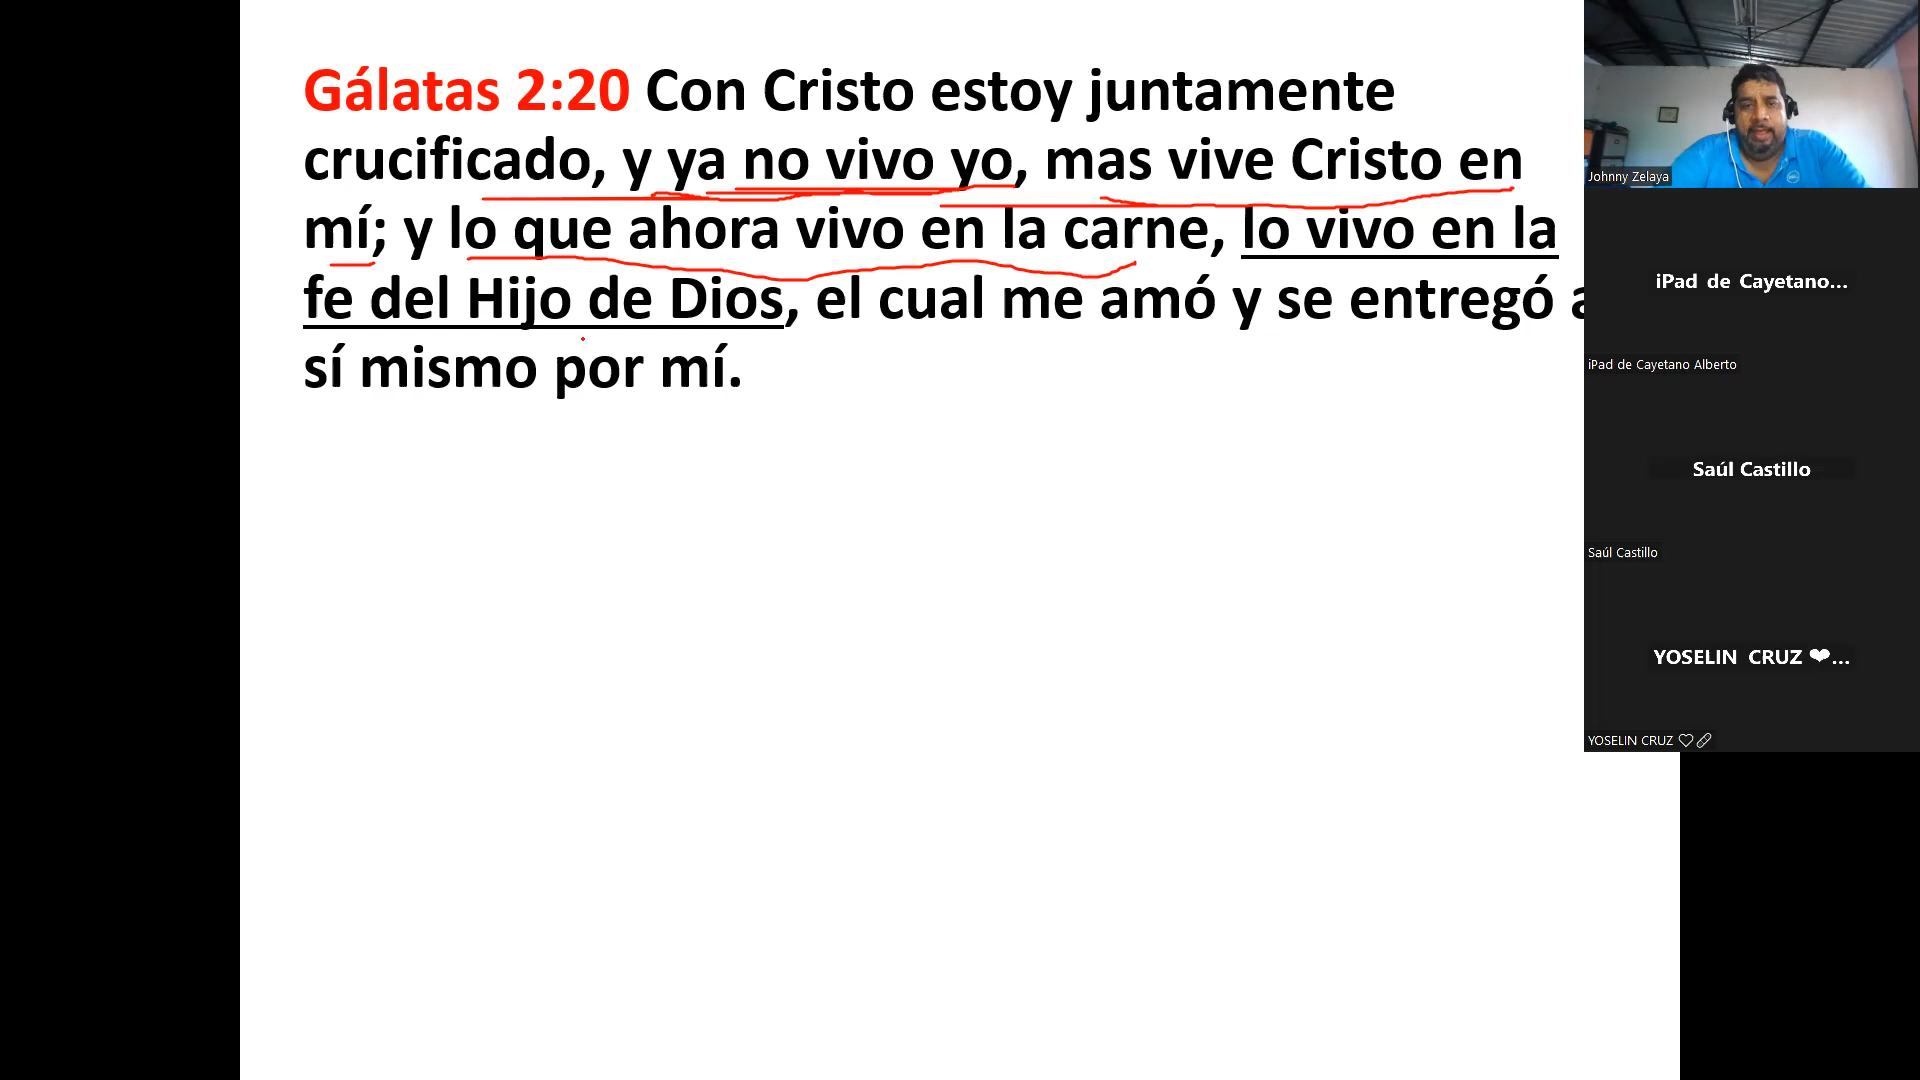 Gálatas 2:20 Con Cristo estoy juntamente
crucificado, y ya no vivo yo, mas vive Cristo en
mí; y lo que ahora vivo en la carne, lo vivo en la
fe del Hijo de Dios, el cual me amó y se entregó a
sí mismo por mí.
Johnny Zelaya
iPad de Cayetano...
iPad de Cayetano Alberto
Saúl Castillo
Saúl Castillo
YOSELIN CRUZ ❤...
YOSELIN CRUZ ♡🩹